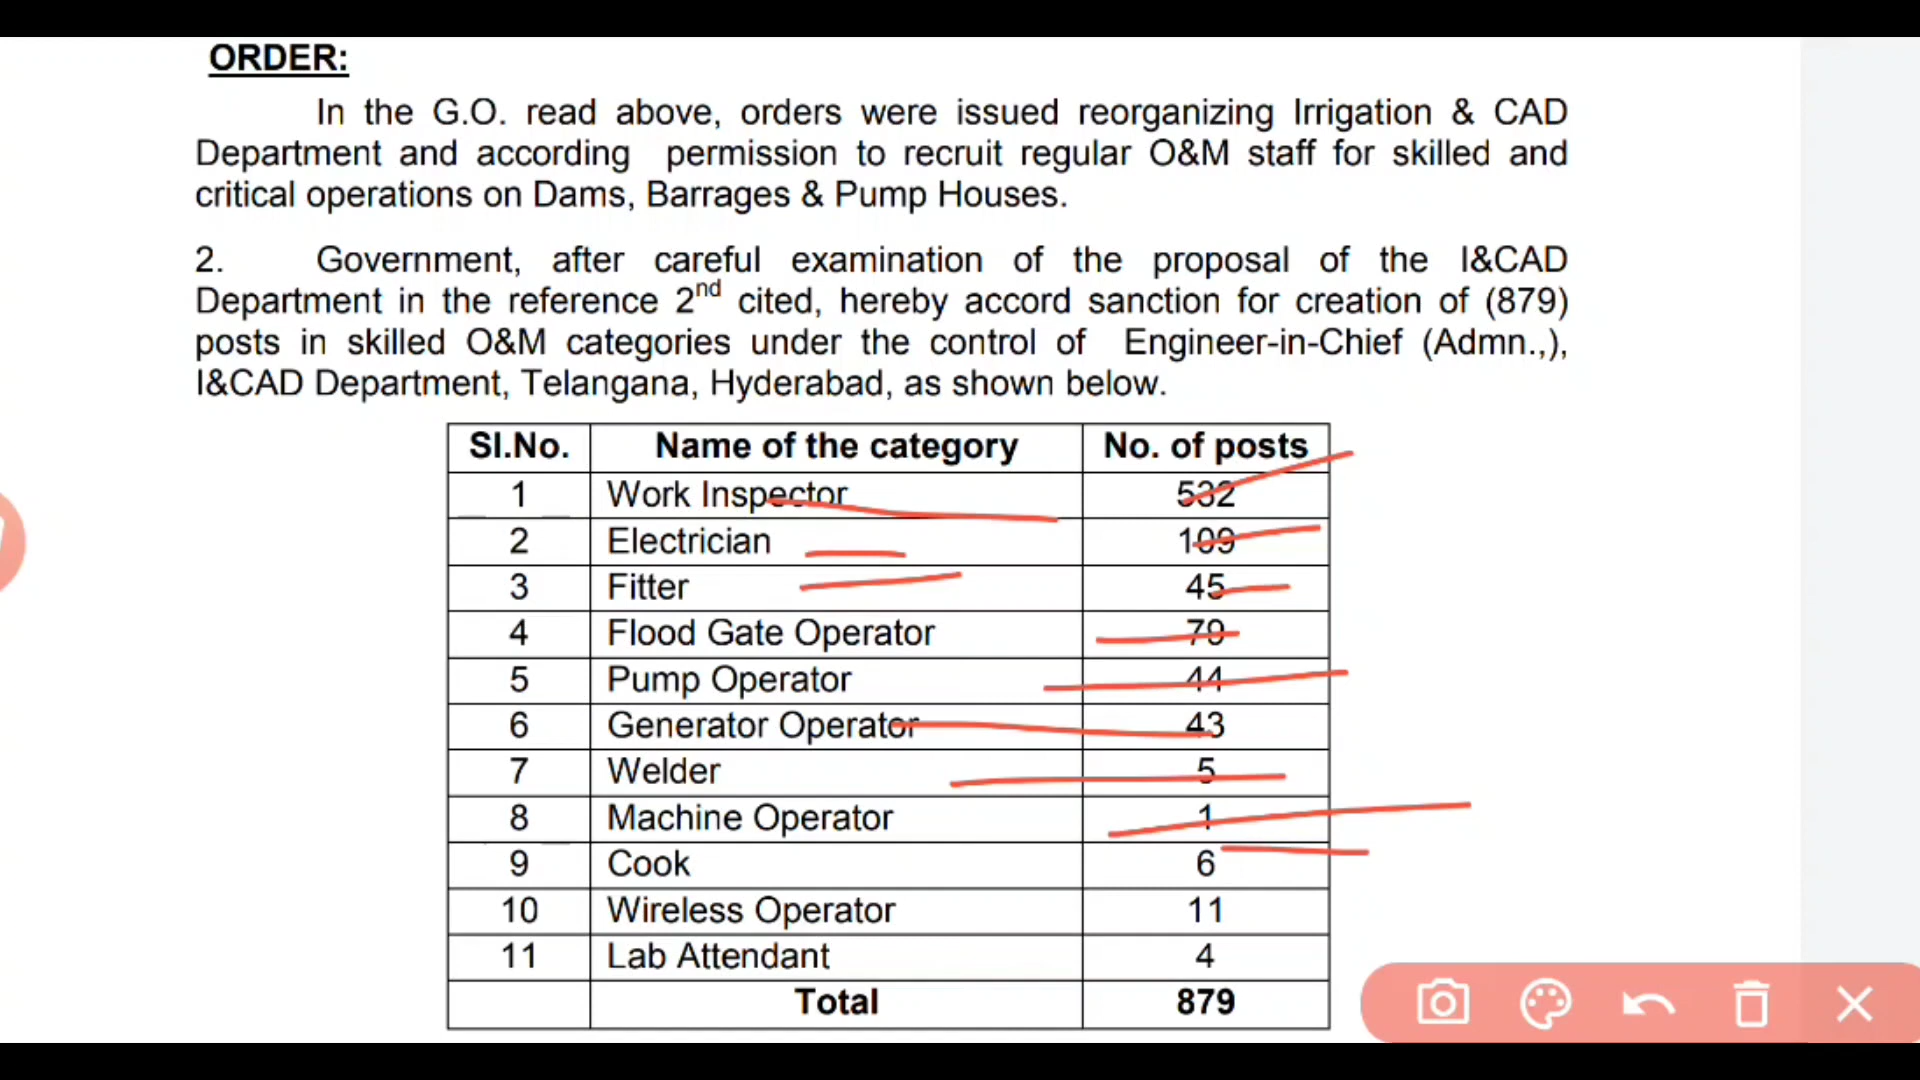 ORDER:
In the G.O. read above, orders were issued reorganizing Irrigation & CAD
Department and according permission to recruit regular O&M staff for skilled and
critical operations on Dams, Barrages & Pump Houses.
2. Government, after careful examination of the proposal of the I&CAD
Department in the reference 2nd cited, hereby accord sanction for creation of (879)
posts in skilled O&M categories under the control of Engineer-in-Chief (Admn.,),
I&CAD Department, Telangana, Hyderabad, as shown below.
Sl.No. Name of the category No. of posts
1 Work Inspector 532
2 Electrician 109
3 Fitter 45
4 Flood Gate Operator 79
5 Pump Operator 44
6 Generator Operator 43
7 Welder 5
8 Machine Operator 1
9 Cook 6
10 Wireless Operator 11
11 Lab Attendant 4
Total 879